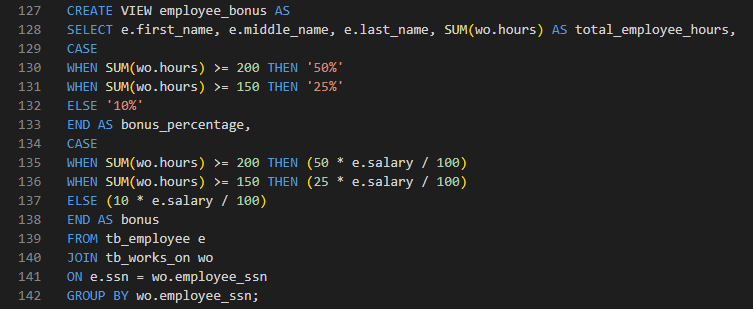 127 CREATE VIEW employee_bonus AS
128 SELECT e.first_name, e.middle_name, e.last_name, SUM(wo.hours) AS total_employee_hours,
129 CASE
130 WHEN SUM(wo.hours) >= 200 THEN '50%'
131 WHEN SUM(wo.hours) >= 150 THEN '25%'
132 ELSE '10%'
133 END AS bonus_percentage,
134 CASE
135 WHEN SUM(wo.hours) >= 200 THEN (50 * e.salary / 100)
136 WHEN SUM(wo.hours) >= 150 THEN (25 * e.salary / 100)
137 ELSE (10 * e.salary / 100)
138 END AS bonus
139 FROM tb_employee e
140 JOIN tb_works_on wo
141 ON e.ssn = wo.employee_ssn
142 GROUP BY wo.employee_ssn;